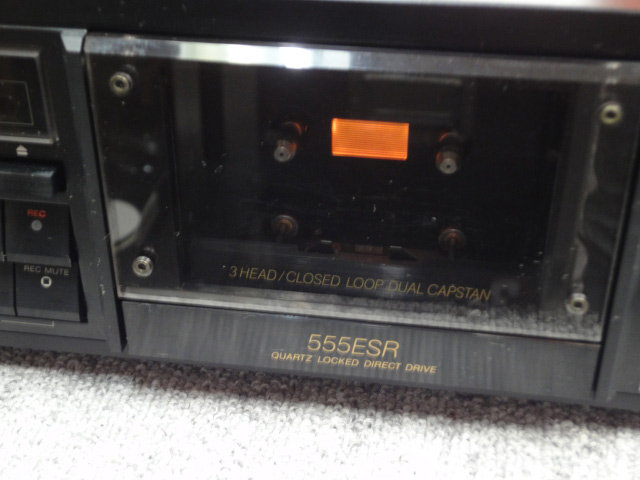 REC
REC MUTE
3 HEAD/CLOSED LOOP DUAL CAPSTAN
555ESR
QUARTZ LOCKED DIRECT DRIVE